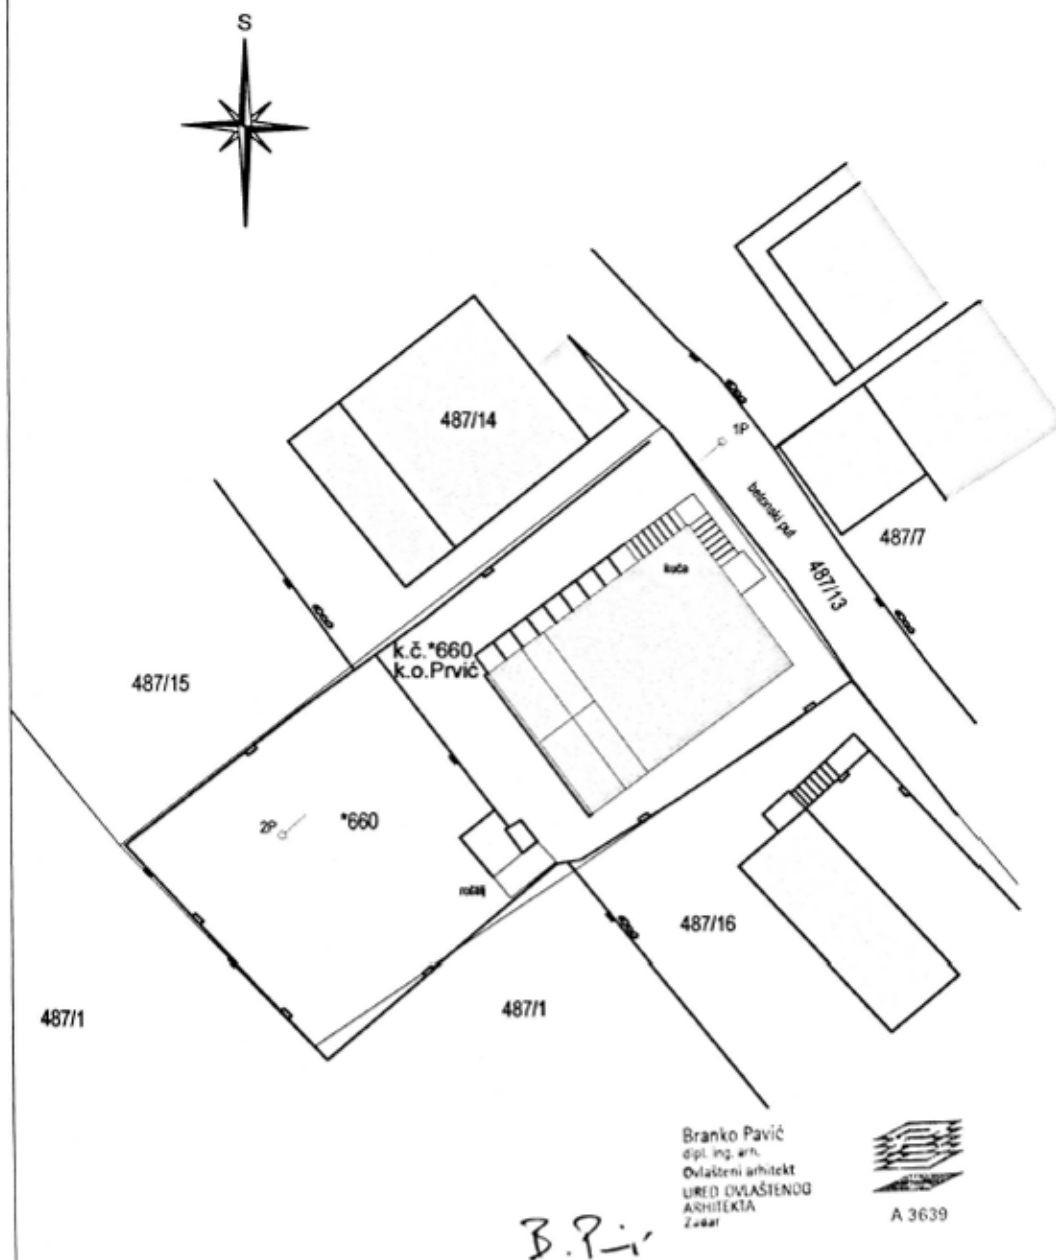 S
487/14
1P
betonski put
487/7
kuća
487/13
k.č.*660
k.o.Prvić
487/15
2P
*660
roštilj
487/16
487/1
487/1
Branko Pavić
dipl. ing. arh.
Ovlašteni arhitekt
URED OVLAŠTENOG
ARHITEKTA
Zadar
A 3639